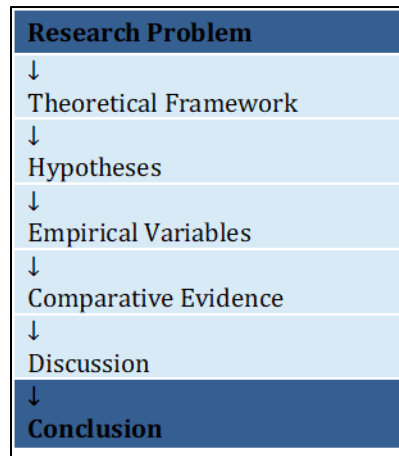 Research Problem
↓
Theoretical Framework
↓
Hypotheses
↓
Empirical Variables
↓
Comparative Evidence
↓
Discussion
↓
Conclusion